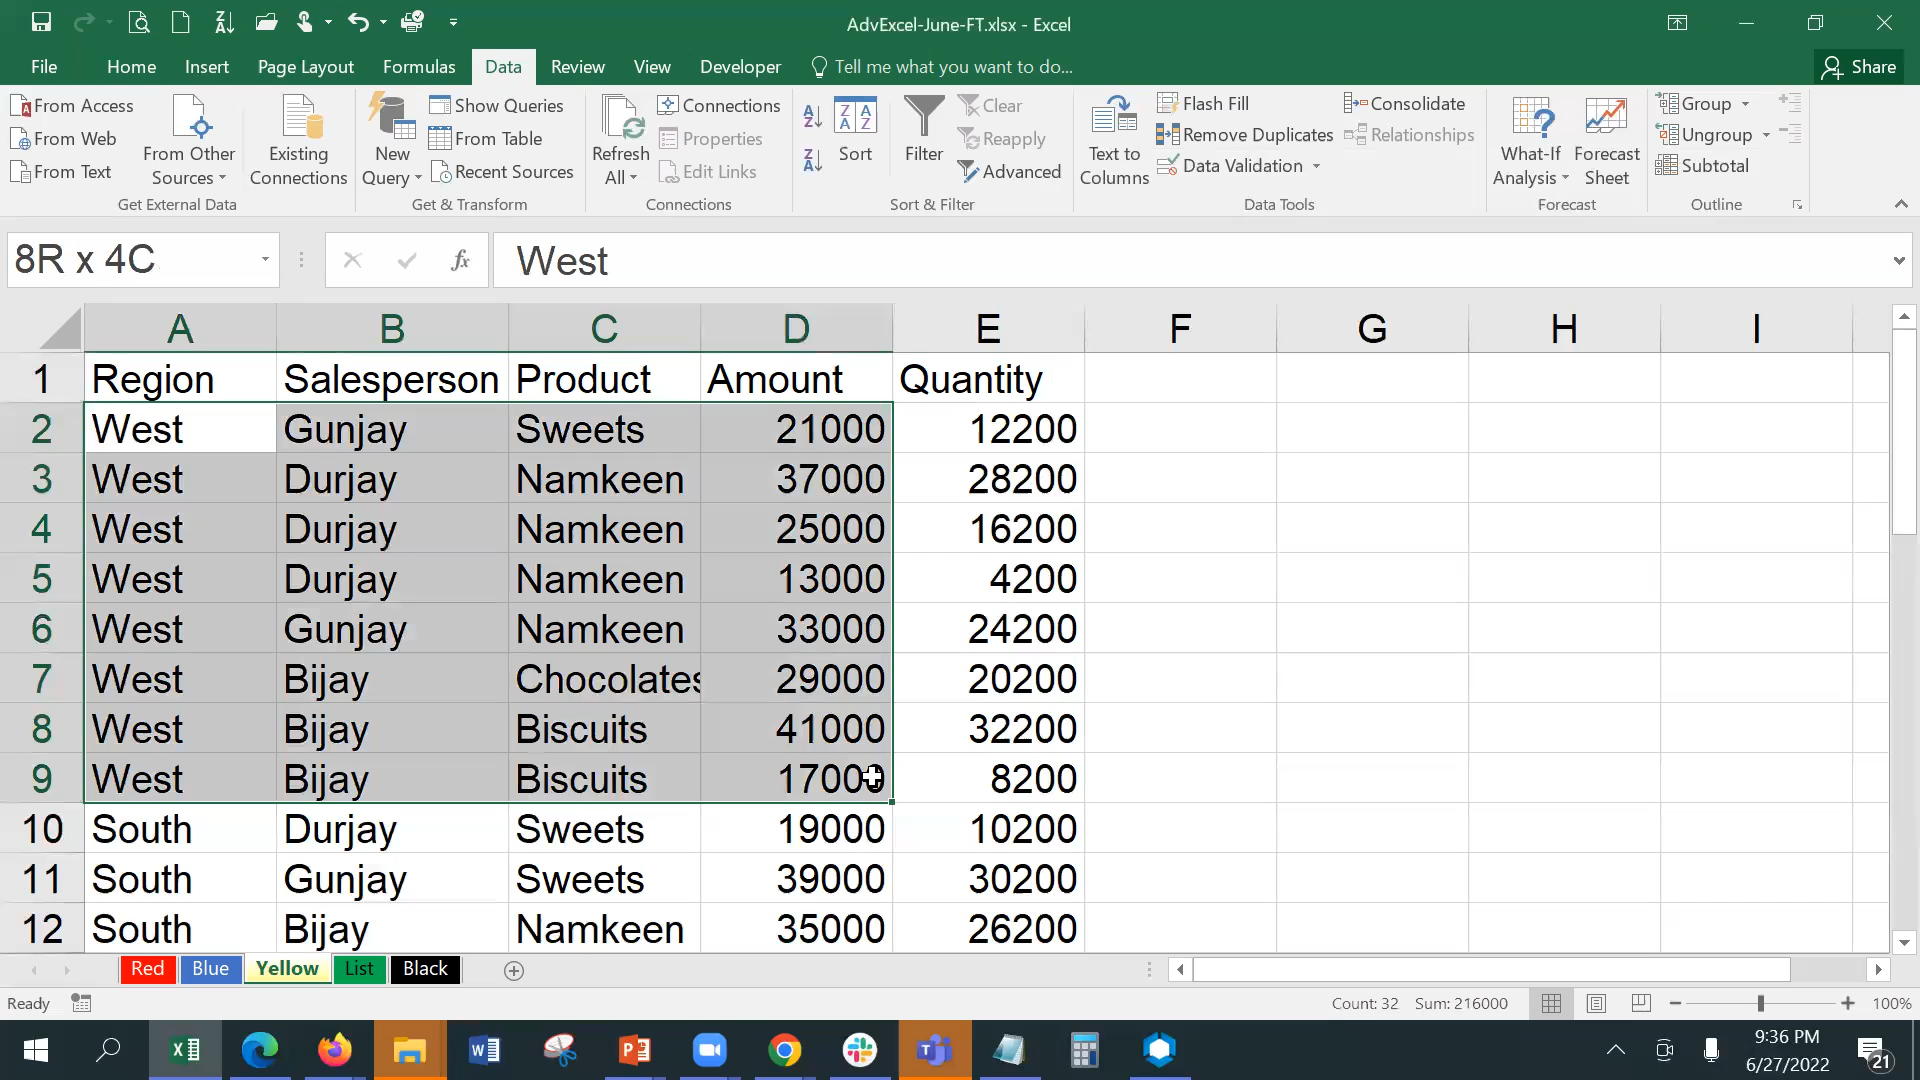 AdvExcel-June-FT.xlsx - Excel
File Home Insert Page Layout Formulas Data Review View Developer Tell me what you want to do... Share
From Access
From Web
From Text
From Other Sources
Existing Connections
Get External Data
New Query
Show Queries
From Table
Recent Sources
Get & Transform
Refresh All
Connections
Properties
Edit Links
Connections
Sort
Filter
Clear
Reapply
Advanced
Sort & Filter
Text to Columns
Flash Fill
Remove Duplicates
Data Validation
Consolidate
Relationships
Data Tools
What-If Analysis
Forecast Sheet
Forecast
Group
Ungroup
Subtotal
Outline
8R x 4C fx West
A B C D E F G H I
1 Region Salesperson Product Amount Quantity
2 West Gunjay Sweets 21000 12200
3 West Durjay Namkeen 37000 28200
4 West Durjay Namkeen 25000 16200
5 West Durjay Namkeen 13000 4200
6 West Gunjay Namkeen 33000 24200
7 West Bijay Chocolates 29000 20200
8 West Bijay Biscuits 41000 32200
9 West Bijay Biscuits 17000 8200
10 South Durjay Sweets 19000 10200
11 South Gunjay Sweets 39000 30200
12 South Bijay Namkeen 35000 26200
Red Blue Yellow List Black
Ready Count: 32 Sum: 216000 100%
9:36 PM
6/27/2022
21